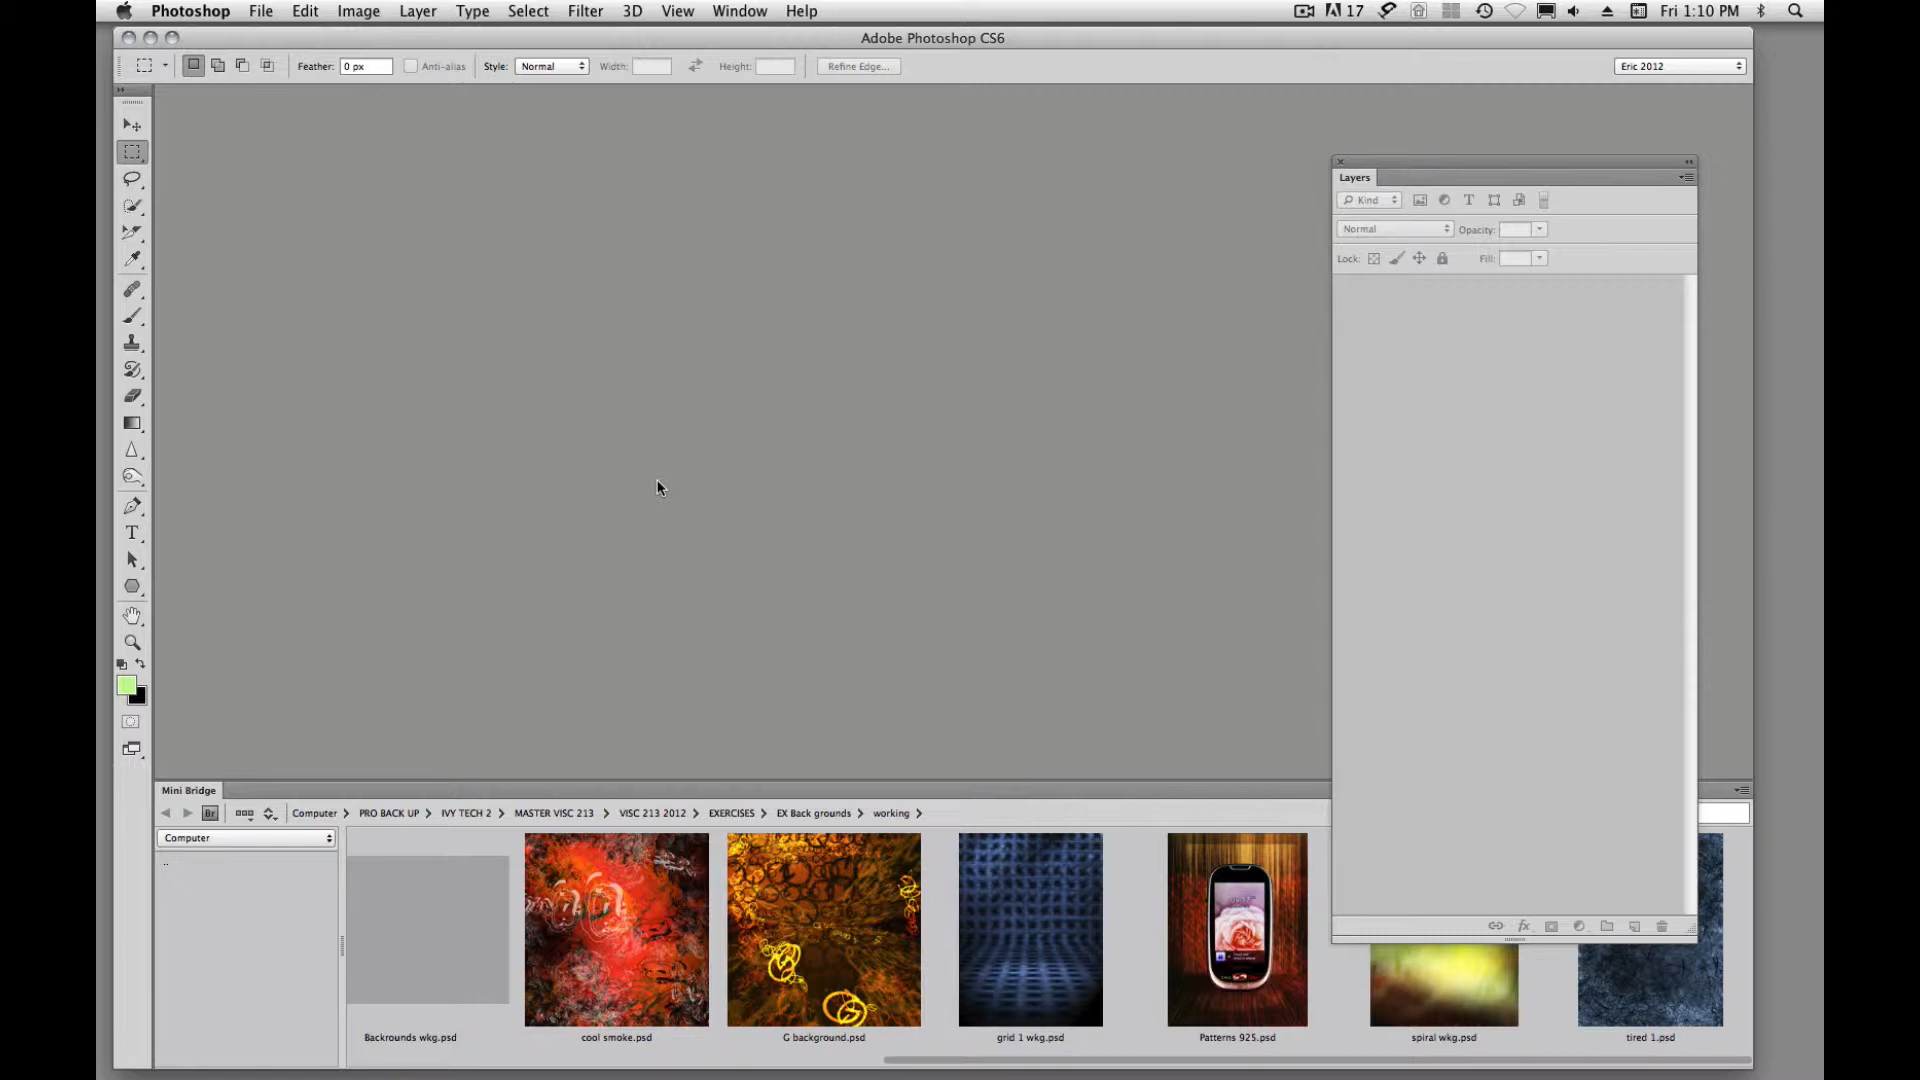 Photoshop File Edit Image Layer Type Select Filter 3D View Window Help 17 Fri 1:10 PM
Adobe Photoshop CS6
Feather: 0 px Anti-alias Style: Normal Width: Height: Refine Edge... Eric 2012
Layers
Kind
Normal Opacity:
Lock: Fill:
Mini Bridge
Br Computer PRO BACK UP IVY TECH 2 MASTER VISC 213 VISC 213 2012 EXERCISES EX Back grounds working
Computer
..
Backrounds wkg.psd cool smoke.psd G background.psd grid 1 wkg.psd Patterns 925.psd spiral wkg.psd tired 1.psd